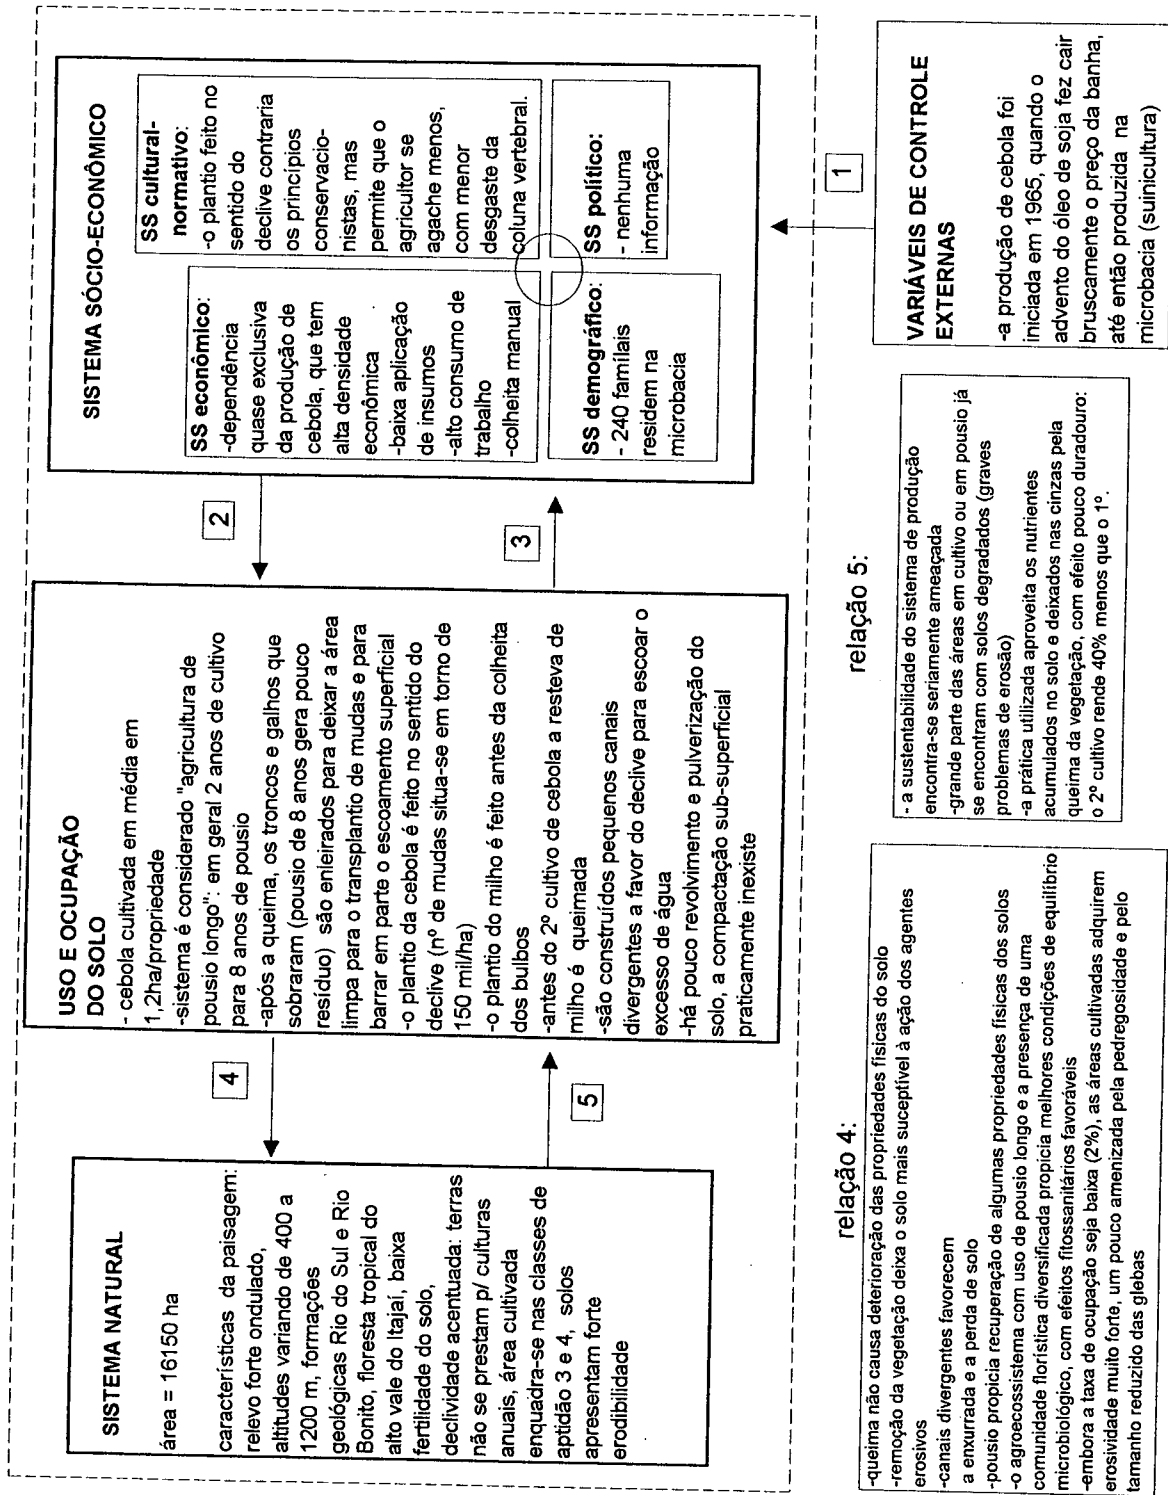 SISTEMA NATURAL
área = 16150 ha
características da paisagem:
relevo forte ondulado,
altitudes variando de 400 a
1200 m, formações
geológicas Rio do Sul e Rio
Bonito, floresta tropical do
alto vale do Itajaí, baixa
fertilidade do solo,
declividade acentuada: terras
não se prestam p/ culturas
anuais, área cultivada
enquadra-se nas classes de
aptidão 3 e 4, solos
apresentam forte
erodibilidade
4
5
USO E OCUPAÇÃO
DO SOLO
- cebola cultivada em média em
1,2ha/propriedade
-sistema é considerado "agricultura de
pousio longo": em geral 2 anos de cultivo
para 8 anos de pousio
-após a queima, os troncos e galhos que
sobraram (pousio de 8 anos gera pouco
resíduo) são enleirados para deixar a área
limpa para o transplantio de mudas e para
barrar em parte o escoamento superficial
-o plantio da cebola é feito no sentido do
declive (nº de mudas situa-se em torno de
150 mil/ha)
-o plantio do milho é feito antes da colheita
dos bulbos
-antes do 2º cultivo de cebola a resteva de
milho é queimada
-são construídos pequenos canais
divergentes a favor do declive para escoar o
excesso de água
-há pouco revolvimento e pulverização do
solo, a compactação sub-superficial
praticamente inexiste
2
3
SISTEMA SÓCIO-ECONÔMICO
SS econômico:
-dependência
quase exclusiva
da produção de
cebola, que tem
alta densidade
econômica
-baixa aplicação
de insumos
-alto consumo de
trabalho
-colheita manual
SS cultural-
normativo:
-o plantio feito no
sentido do
declive contraria
os princípios
conservacio-
nistas, mas
permite que o
agricultor se
agache menos,
com menor
desgaste da
coluna vertebral.
SS demográfico:
- 240 familais
residem na
microbacia
SS político:
- nenhuma
informação
1
relação 4:
-queima não causa deterioração das propriedades físicas do solo
-remoção da vegetação deixa o solo mais suceptível à ação dos agentes
erosivos
-canais divergentes favorecem
a enxurrada e a perda de solo
-pousio propicia recuperação de algumas propriedades físicas dos solos
-o agroecossistema com uso de pousio longo e a presença de uma
comunidade florística diversificada propicia melhores condições de equilíbrio
microbiológico, com efeitos fitossanitários favoráveis
-embora a taxa de ocupação seja baixa (2%), as áreas cultivadas adquirem
erosividade muito forte, um pouco amenizada pela pedregosidade e pelo
tamanho reduzido das glebas
relação 5:
- a sustentabilidade do sistema de produção
encontra-se seriamente ameaçada
-grande parte das áreas em cultivo ou em pousio já
se encontram com solos degradados (graves
problemas de erosão)
-a prática utilizada aproveita os nutrientes
acumulados no solo e deixados nas cinzas pela
queima da vegetação, com efeito pouco duradouro:
o 2º cultivo rende 40% menos que o 1º.
VARIÁVEIS DE CONTROLE
EXTERNAS
-a produção de cebola foi
iniciada em 1965, quando o
advento do óleo de soja fez cair
bruscamente o preço da banha,
até então produzida na
microbacia (suinicultura)